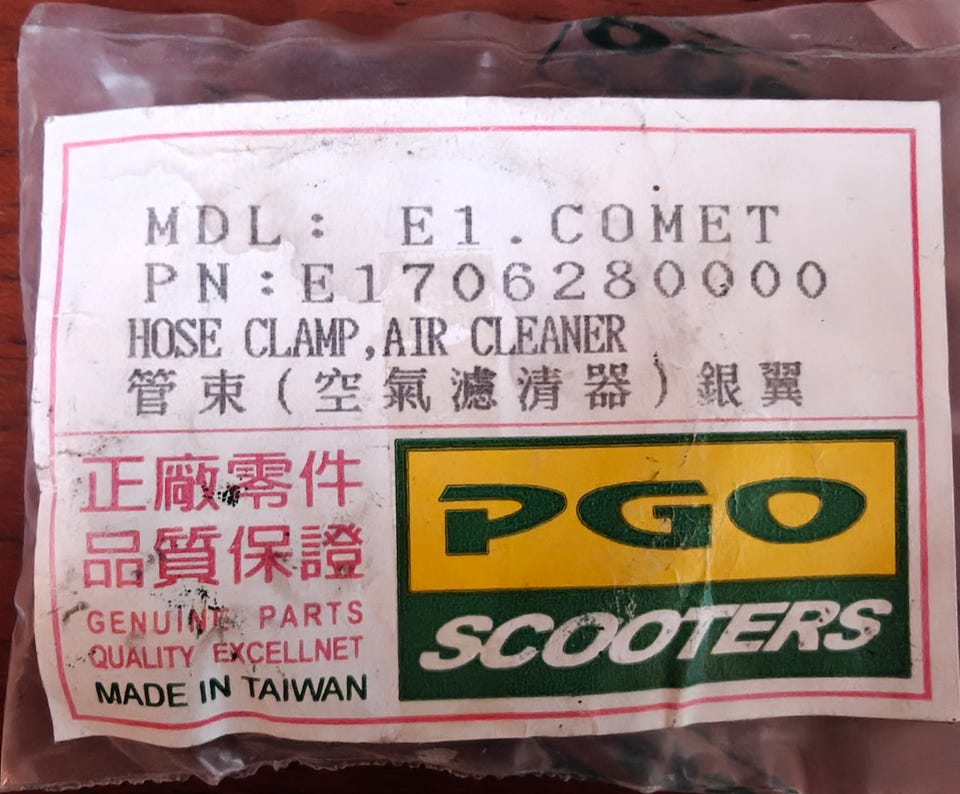 MDL: E1.COMET
PN:E1706280000
HOSE CLAMP,AIR CLEANER
管束(空氣濾清器)銀翼
正廠零件
品質保證
GENUINE PARTS
QUALITY EXCELLNET
MADE IN TAIWAN
PGO
SCOOTERS